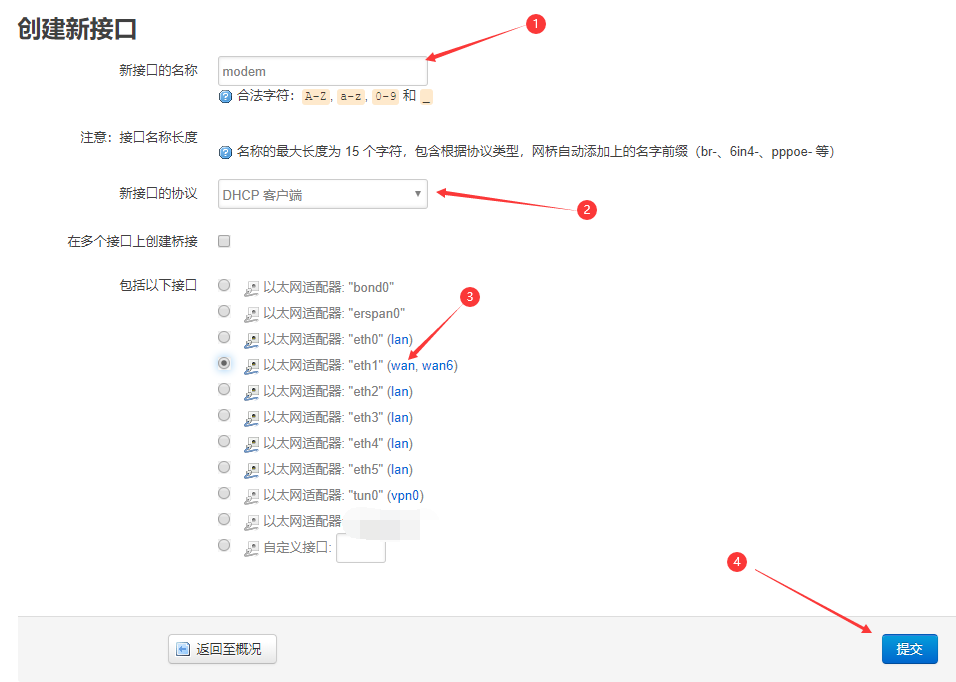 创建新接口
1
新接口的名称 modem
合法字符: A-Z, a-z, 0-9 和 _
注意: 接口名称长度
名称的最大长度为 15 个字符，包含根据协议类型，网桥自动添加上的名字前缀（br-、6in4-、pppoe- 等）
新接口的协议 DHCP 客户端
2
在多个接口上创建桥接
包括以下接口
以太网适配器: "bond0"
3
以太网适配器: "erspan0"
以太网适配器: "eth0" (lan)
以太网适配器: "eth1" (wan, wan6)
以太网适配器: "eth2" (lan)
以太网适配器: "eth3" (lan)
以太网适配器: "eth4" (lan)
以太网适配器: "eth5" (lan)
以太网适配器: "tun0" (vpn0)
以太网适配器
自定义接口:
4
返回至概况 提交